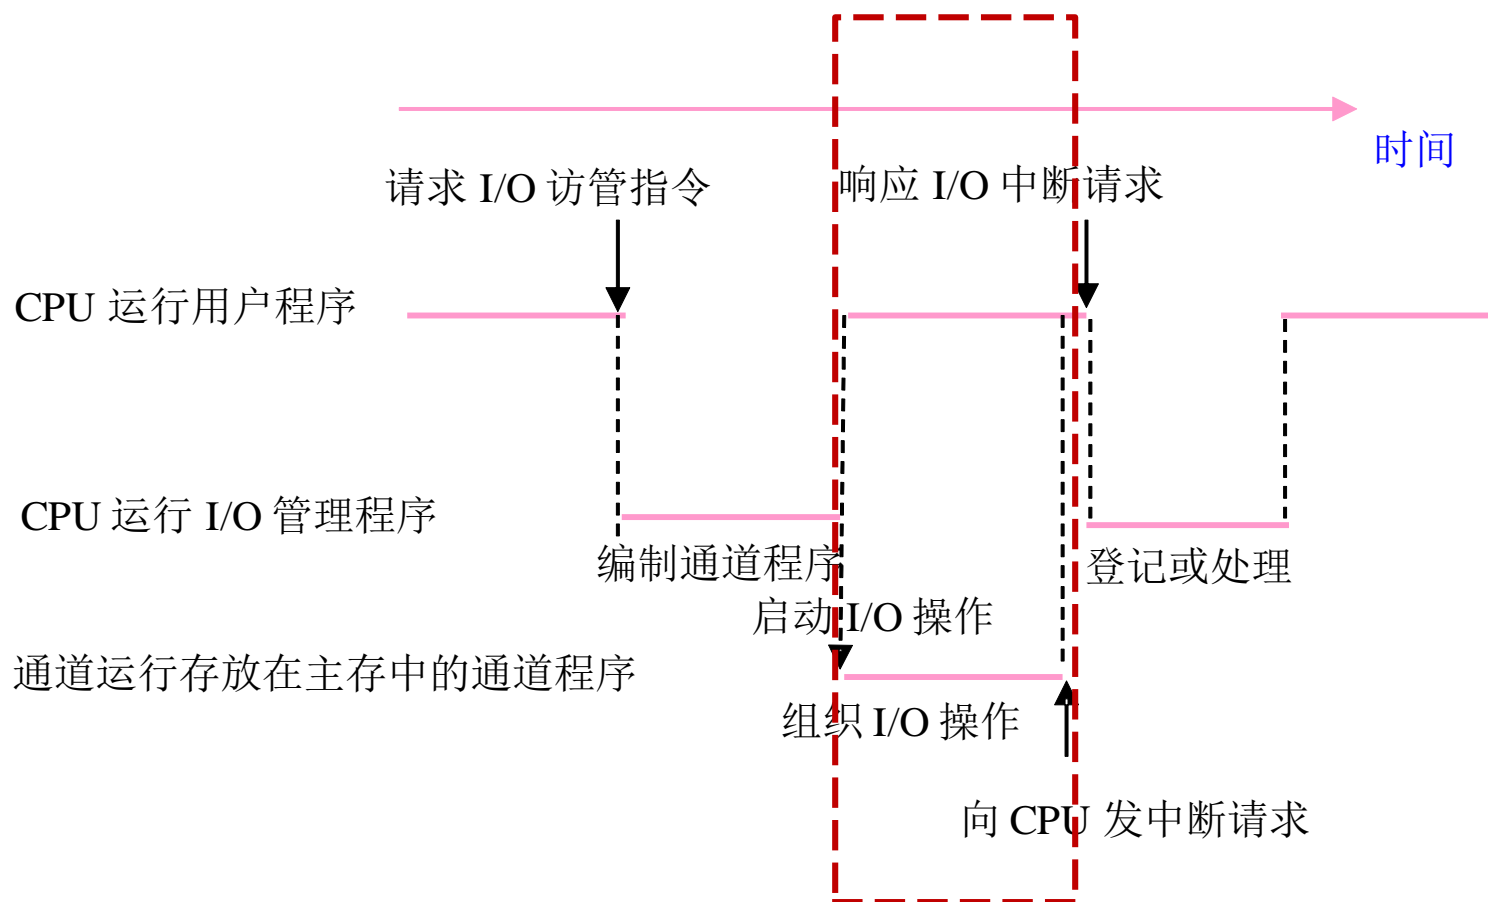 时间
请求 I/O 访管指令
响应 I/O 中断请求
CPU 运行用户程序
CPU 运行 I/O 管理程序
编制通道程序
登记或处理
启动 I/O 操作
通道运行存放在主存中的通道程序
组织 I/O 操作
向 CPU 发中断请求